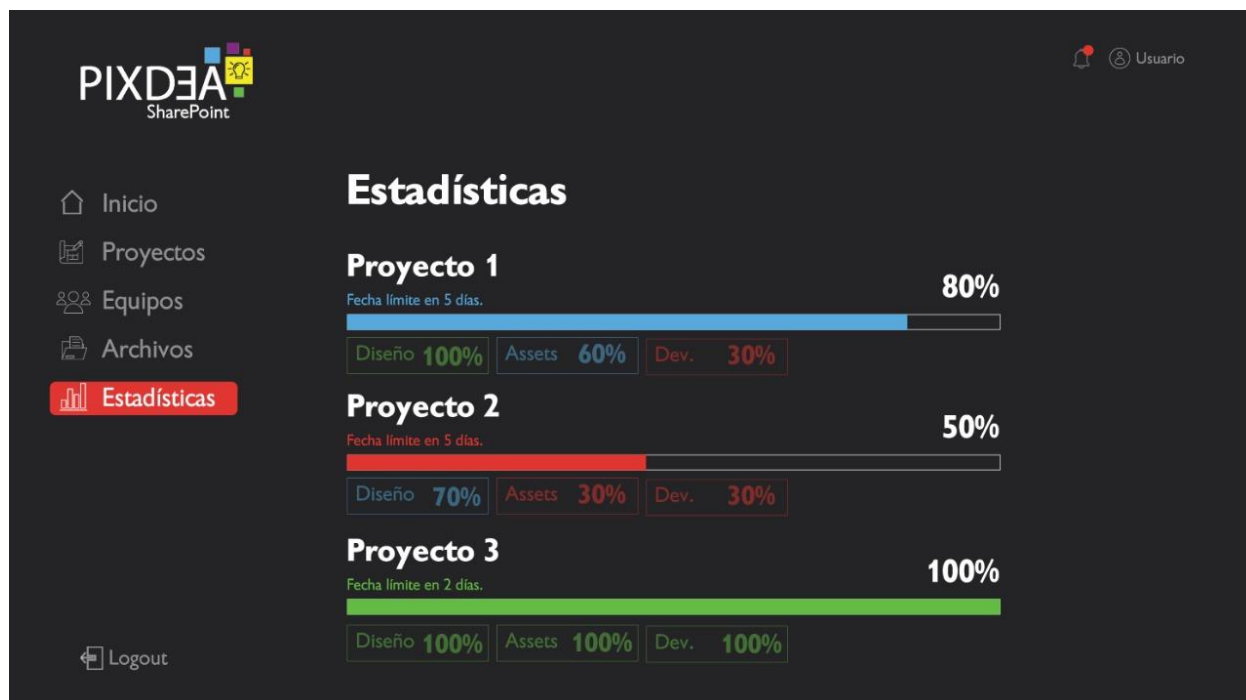 PIXDEA
SharePoint
Usuario
Inicio
Proyectos
Equipos
Archivos
Estadísticas
Logout
Estadísticas
Proyecto 1
Fecha límite en 5 días.
80%
Diseño 100% Assets 60% Dev. 30%
Proyecto 2
Fecha límite en 5 días.
50%
Diseño 70% Assets 30% Dev. 30%
Proyecto 3
Fecha límite en 2 días.
100%
Diseño 100% Assets 100% Dev. 100%